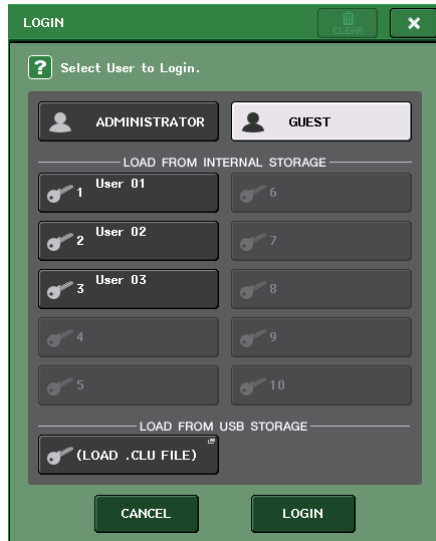 LOGIN
CLEAR
?
Select User to Login.
ADMINISTRATOR
GUEST
LOAD FROM INTERNAL STORAGE
1 User 01
6
2 User 02
7
3 User 03
8
4
9
5
10
LOAD FROM USB STORAGE
(LOAD .CLU FILE)
CANCEL
LOGIN